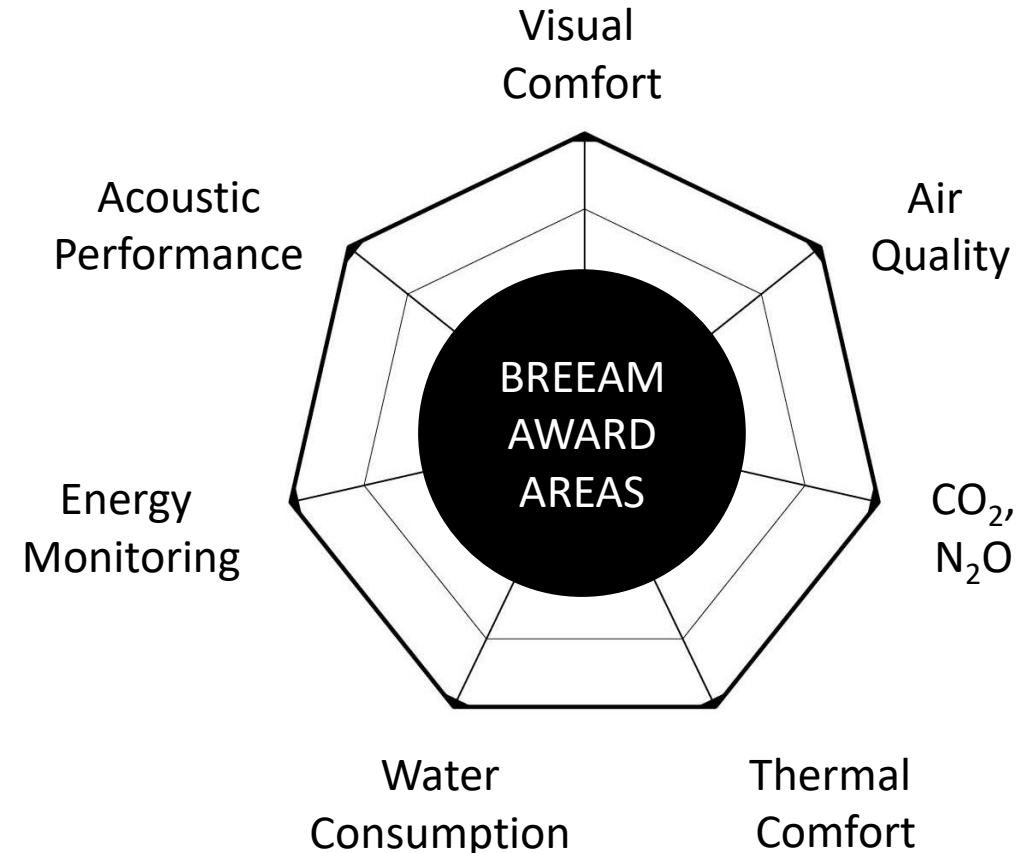 Visual
Comfort
Acoustic
Performance
Air
Quality
BREEAM
AWARD
AREAS
Energy
Monitoring
CO₂,
N₂O
Water
Consumption
Thermal
Comfort